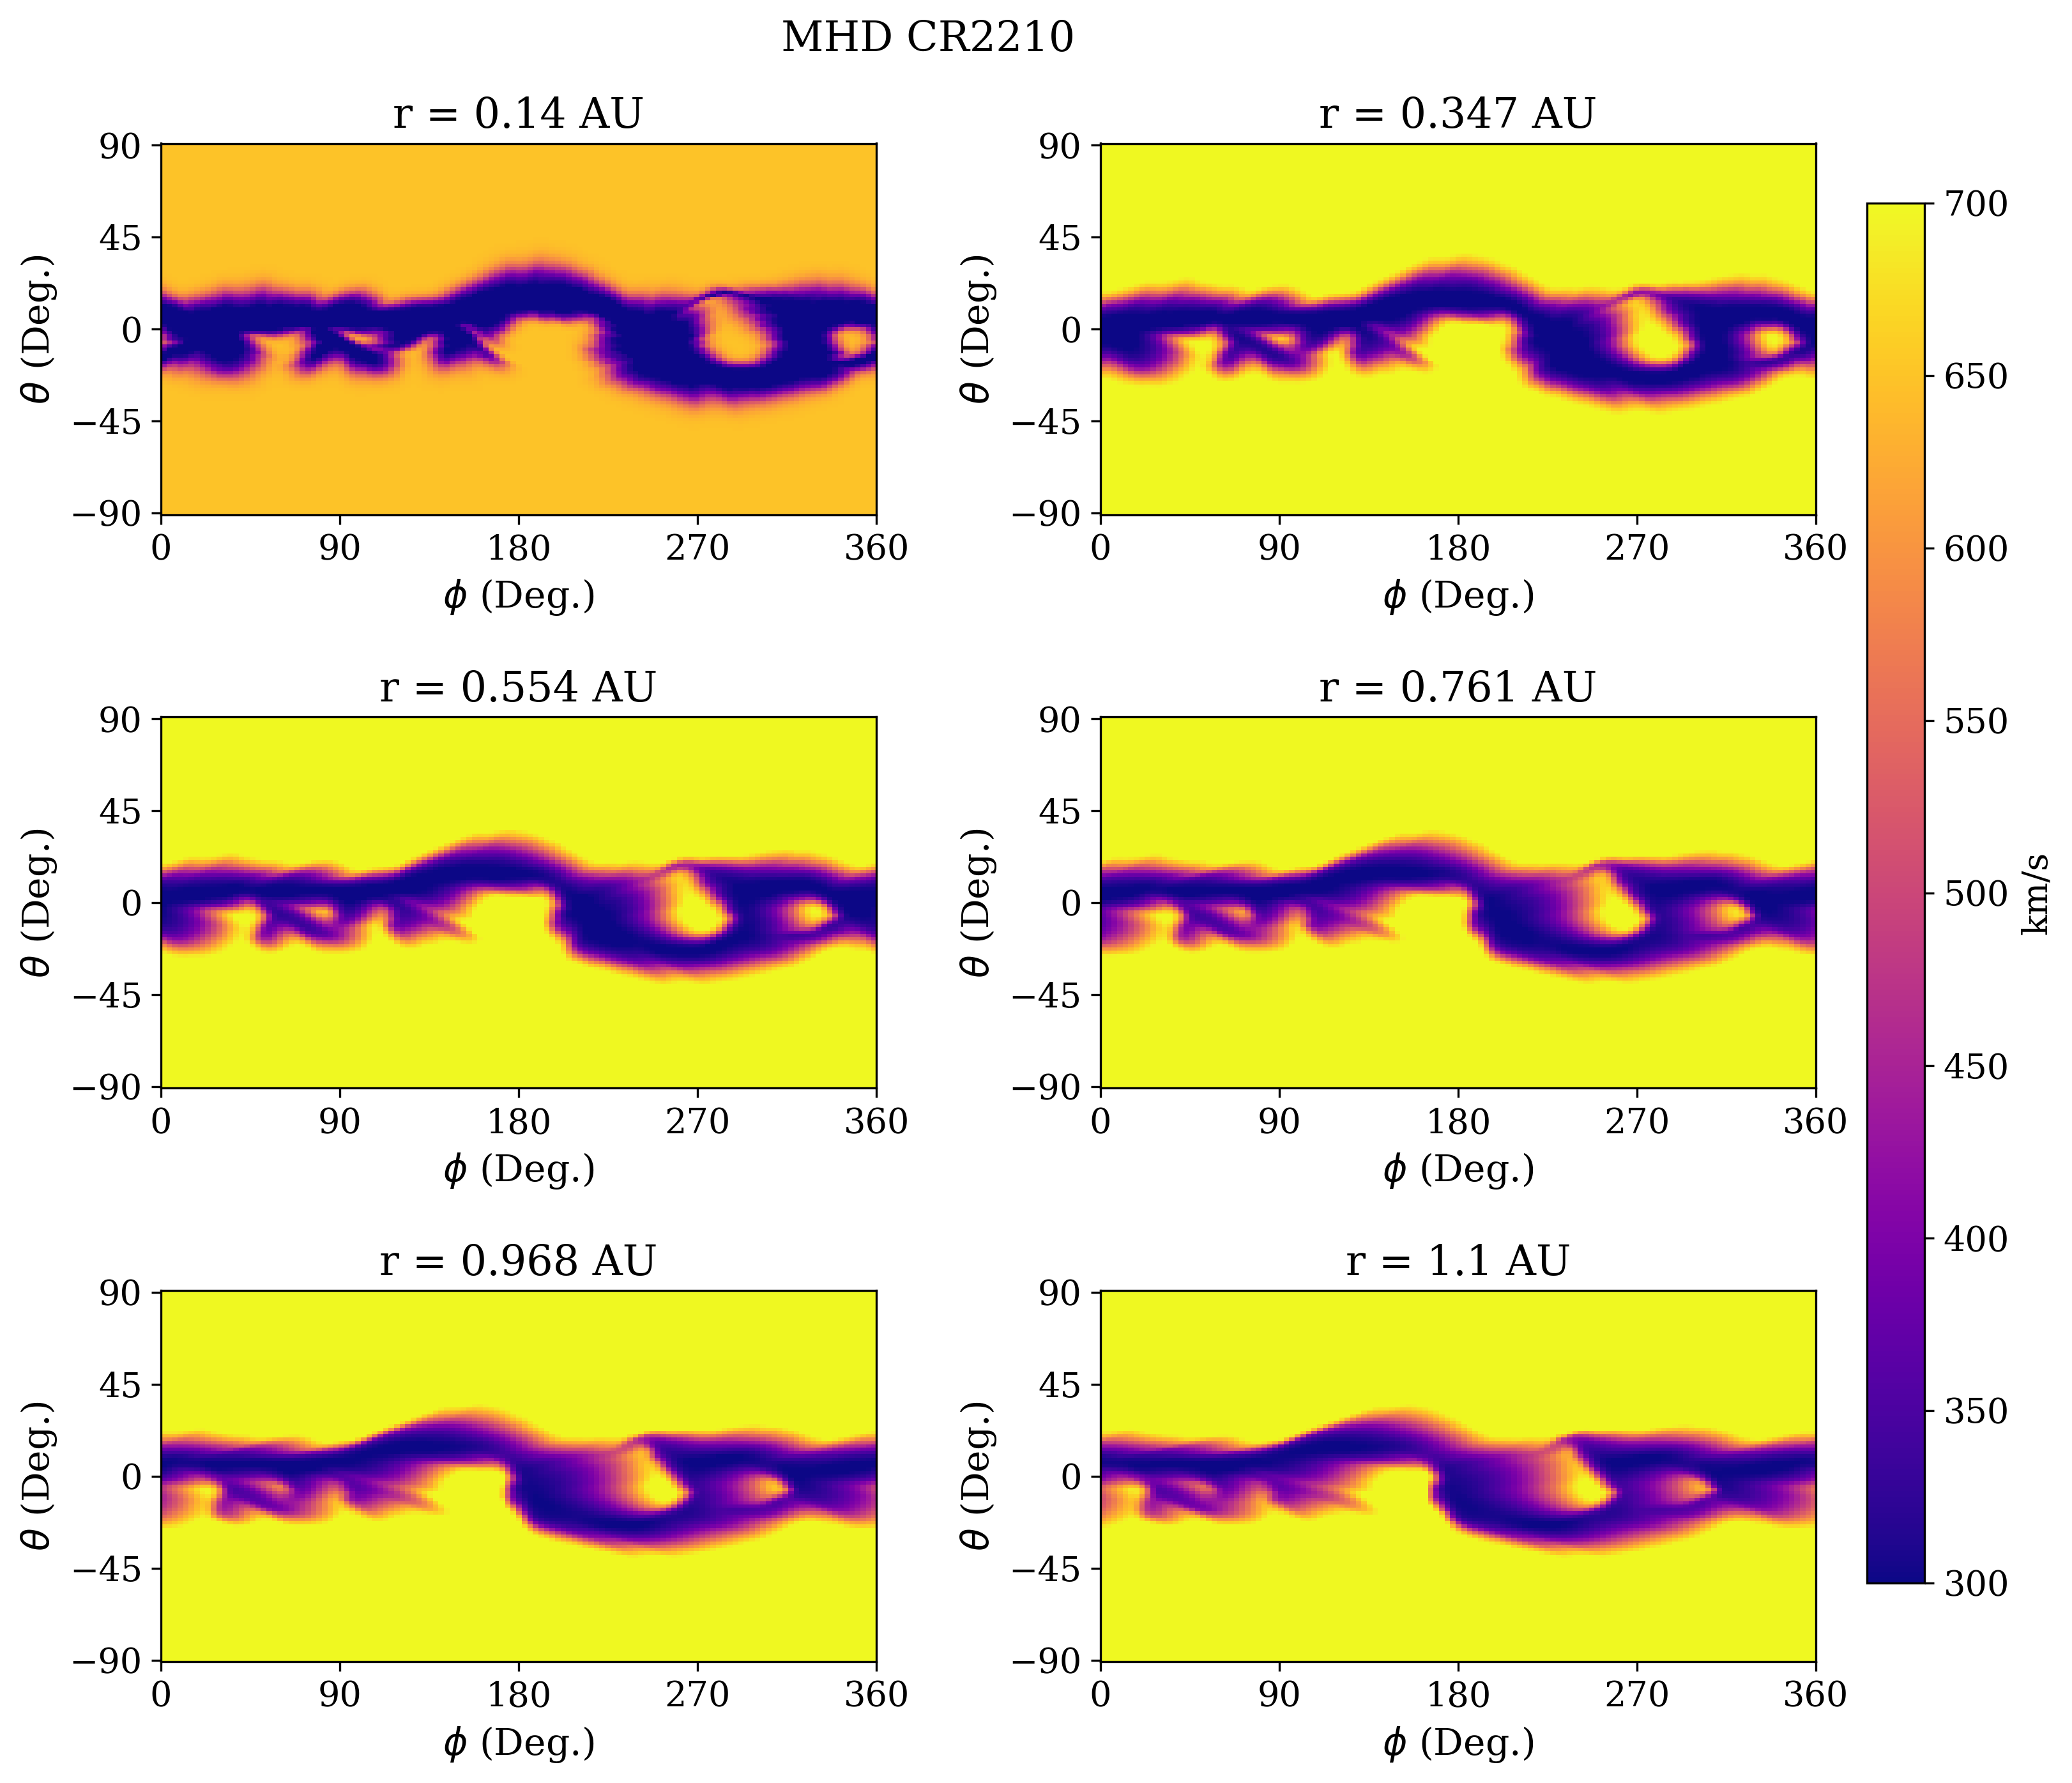 MHD CR2210
r = 0.14 AU
90
45
0
−45
−90
θ (Deg.)
0 90 180 270 360
ϕ (Deg.)
r = 0.347 AU
90
45
0
−45
−90
θ (Deg.)
0 90 180 270 360
ϕ (Deg.)
r = 0.554 AU
90
45
0
−45
−90
θ (Deg.)
0 90 180 270 360
ϕ (Deg.)
r = 0.761 AU
90
45
0
−45
−90
θ (Deg.)
0 90 180 270 360
ϕ (Deg.)
r = 0.968 AU
90
45
0
−45
−90
θ (Deg.)
0 90 180 270 360
ϕ (Deg.)
r = 1.1 AU
90
45
0
−45
−90
θ (Deg.)
0 90 180 270 360
ϕ (Deg.)
700
650
600
550
500
450
400
350
300
km/s